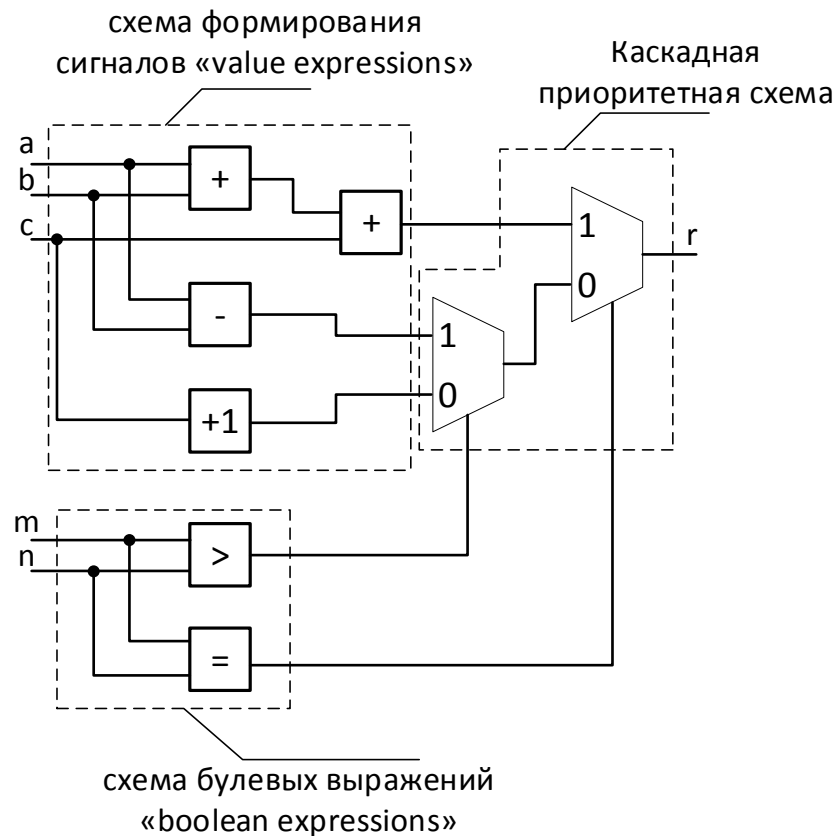 схема формирования
сигналов «value expressions»
Каскадная
приоритетная схема
a
b
c
+
+
-
+1
1
0
1
0
r
m
n
>
=
схема булевых выражений
«boolean expressions»